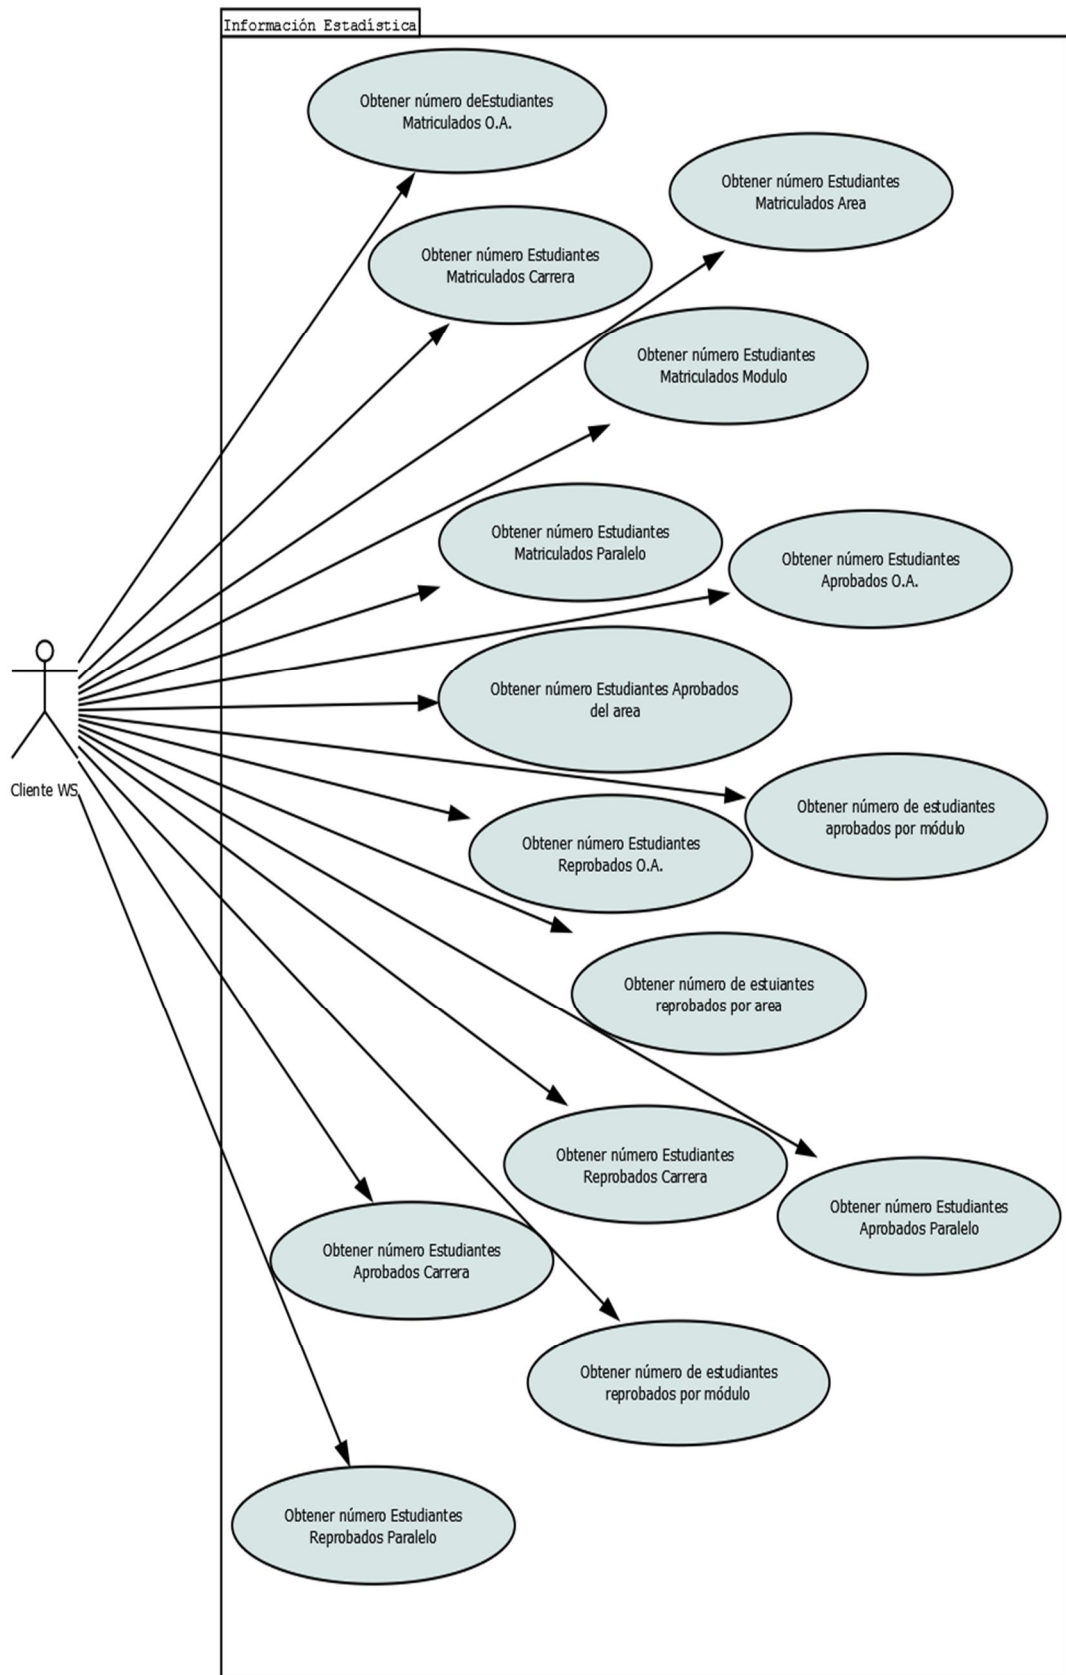 Información Estadística
Obtener número deEstudiantes
Matriculados O.A.
Obtener número Estudiantes
Matriculados Area
Obtener número Estudiantes
Matriculados Carrera
Obtener número Estudiantes
Matriculados Modulo
Obtener número Estudiantes
Matriculados Paralelo
Obtener número Estudiantes
Aprobados O.A.
Obtener número Estudiantes Aprobados
del area
Cliente WS
Obtener número de estudiantes
aprobados por módulo
Obtener número Estudiantes
Reprobados O.A.
Obtener número de estuiantes
reprobados por area
Obtener número Estudiantes
Reprobados Carrera
Obtener número Estudiantes
Aprobados Paralelo
Obtener número Estudiantes
Aprobados Carrera
Obtener número de estudiantes
reprobados por módulo
Obtener número Estudiantes
Reprobados Paralelo